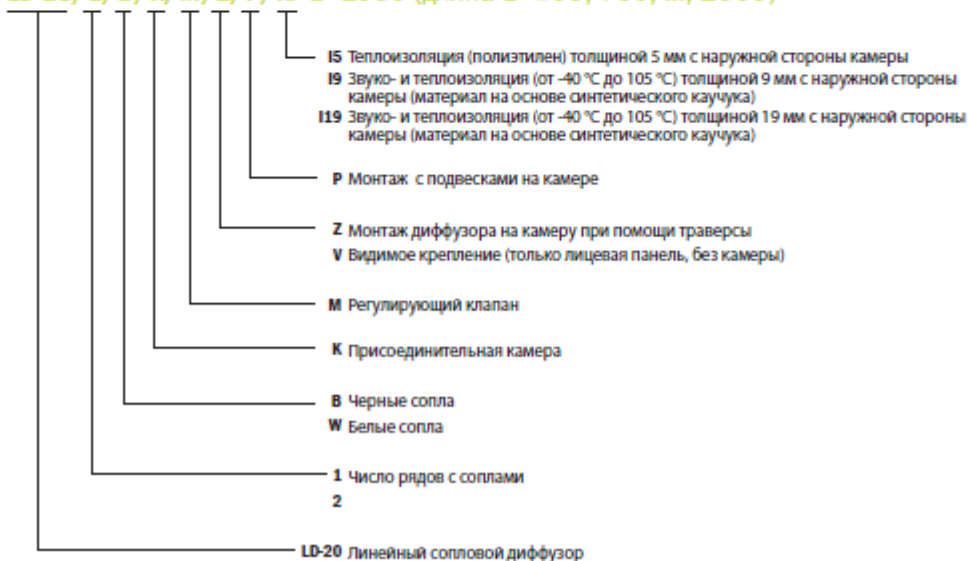 I5 Теплоизоляция (полиэтилен) толщиной 5 мм с наружной стороны камеры
I9 Звуко- и теплоизоляция (от -40 °C до 105 °C) толщиной 9 мм с наружной стороны
камеры (материал на основе синтетического каучука)
I19 Звуко- и теплоизоляция (от -40 °C до 105 °C) толщиной 19 мм с наружной стороны
камеры (материал на основе синтетического каучука)
P Монтаж с подвесками на камере
Z Монтаж диффузора на камеру при помощи траверсы
V Видимое крепление (только лицевая панель, без камеры)
M Регулирующий клапан
K Присоединительная камера
B Черные сопла
W Белые сопла
1 Число рядов с соплами
2
LD-20 Линейный сопловой диффузор